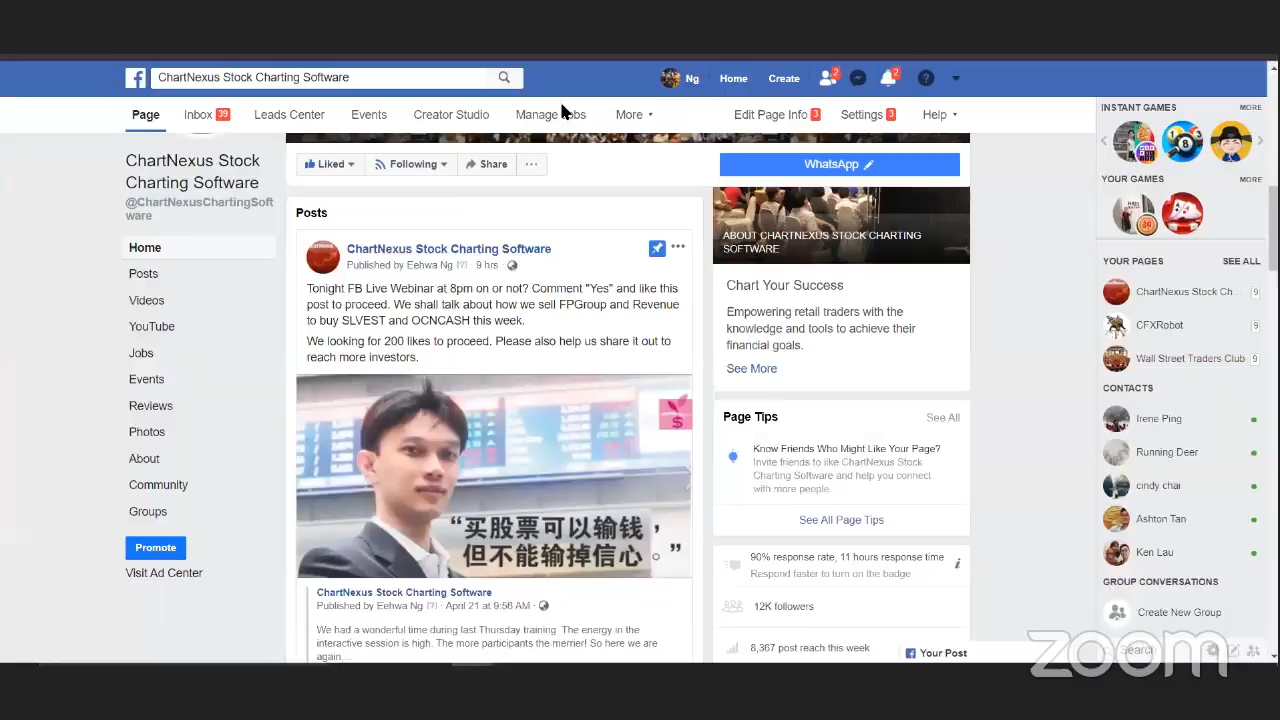 ChartNexus Stock Charting Software
Ng
Home
Create
2
2
Page
Inbox 39
Leads Center
Events
Creator Studio
Manage Jobs
More
Edit Page Info 3
Settings 3
Help
ChartNexus Stock
Charting Software
@ChartNexusChartingSoft
ware
Home
Posts
Videos
YouTube
Jobs
Events
Reviews
Photos
About
Community
Groups
Promote
Visit Ad Center
Liked
Following
Share
WhatsApp
Posts
ChartNexus Stock Charting Software
Published by Eehwa Ng [?] · 9 hrs ·
Tonight FB Live Webinar at 8pm on or not? Comment "Yes" and like this
post to proceed. We shall talk about how we sell FPGroup and Revenue
to buy SLVEST and OCNCASH this week.
We looking for 200 likes to proceed. Please also help us share it out to
reach more investors.
“买股票可以输钱，
但不能输掉信心。”
ChartNexus Stock Charting Software
Published by Eehwa Ng [?] · April 21 at 9:56 AM ·
We had a wonderful time during last Thursday training. The energy in the
interactive session is high. The more participants the merrier! So here we are
again,...
ABOUT CHARTNEXUS STOCK CHARTING
SOFTWARE
Chart Your Success
Empowering retail traders with the
knowledge and tools to achieve their
financial goals.
See More
Page Tips
See All
Know Friends Who Might Like Your Page?
Invite friends to like ChartNexus Stock
Charting Software and help you connect
with more people.
See All Page Tips
90% response rate, 11 hours response time
Respond faster to turn on the badge
12K followers
8,367 post reach this week
Your Post
INSTANT GAMES
MORE
YOUR GAMES
MORE
YOUR PAGES
SEE ALL
ChartNexus Stock Ch... 9
CFXRobot 9
Wall Street Traders Club 9
CONTACTS
Irene Ping
Running Deer
cindy chai
Ashton Tan
Ken Lau
GROUP CONVERSATIONS
Create New Group
Search
zoom